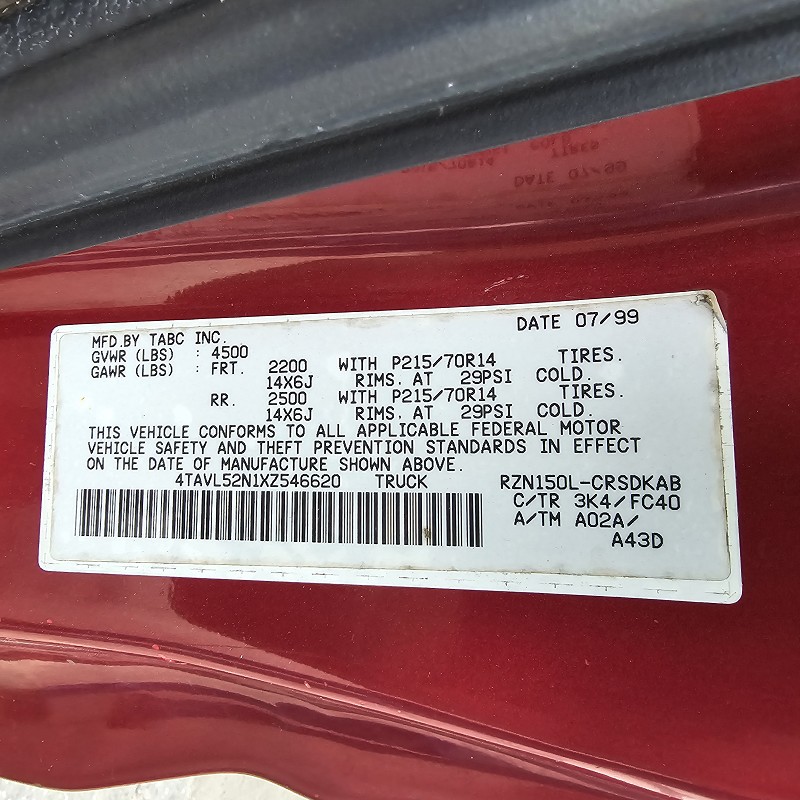 DATE 07/99
MFD.BY TABC INC.
GVWR (LBS) : 4500
GAWR (LBS) : FRT. 2200 WITH P215/70R14 TIRES.
14X6J RIMS. AT 29PSI COLD.
RR. 2500 WITH P215/70R14 TIRES.
14X6J RIMS. AT 29PSI COLD.
THIS VEHICLE CONFORMS TO ALL APPLICABLE FEDERAL MOTOR
VEHICLE SAFETY AND THEFT PREVENTION STANDARDS IN EFFECT
ON THE DATE OF MANUFACTURE SHOWN ABOVE.
4TAVL52N1XZ546620 TRUCK RZN150L-CRSDKAB
C/TR 3K4/FC40
A/TM A02A/
A43D